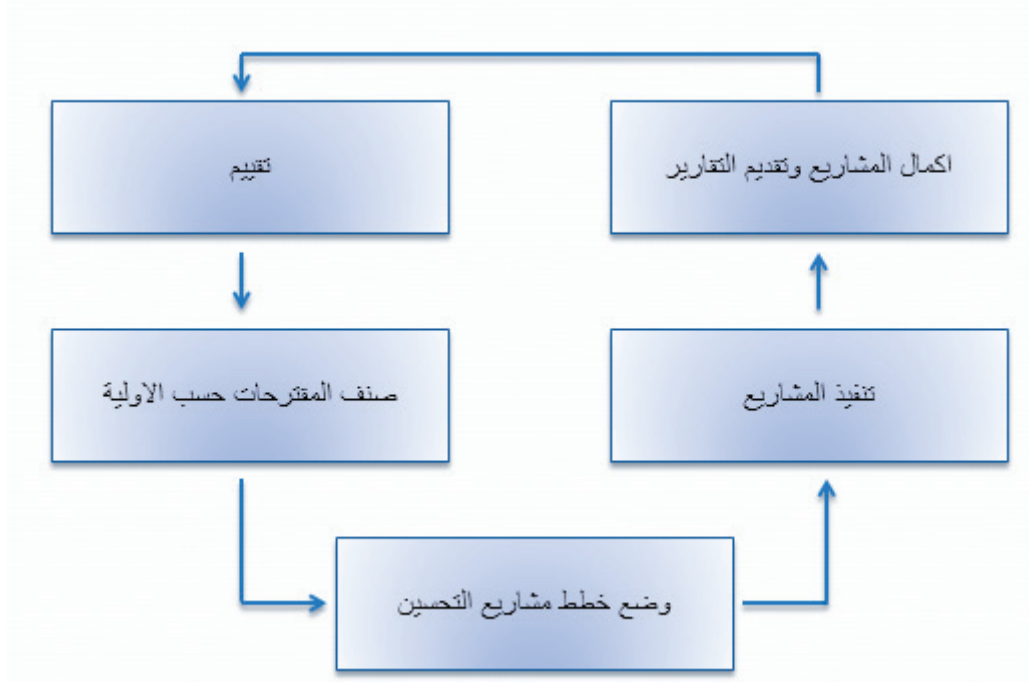 تقييم
صنف المقترحات حسب الاولية
وضع خطط مشاريع التحسين
تنفيذ المشاريع
اكمال المشاريع وتقديم التقارير